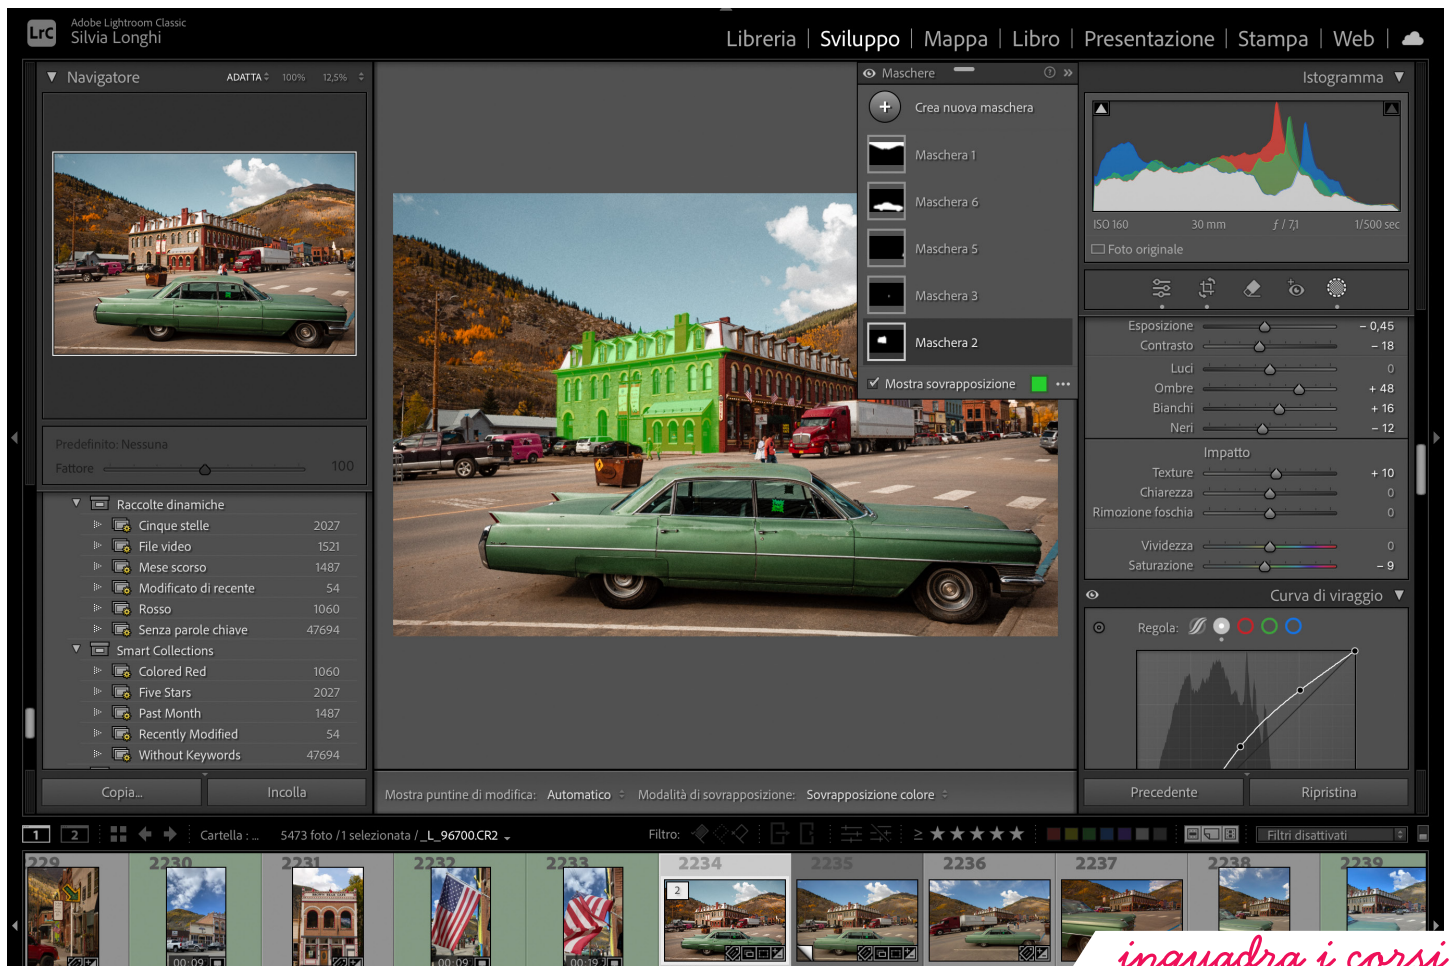 LrC
Adobe Lightroom Classic
Silvia Longhi
Libreria | Sviluppo | Mappa | Libro | Presentazione | Stampa | Web |
Navigatore ADATTA 100% 12,5%
Predefinito: Nessuna
Fattore 100
Raccolte dinamiche
Cinque stelle 2027
File video 1521
Mese scorso 1487
Modificato di recente 54
Rosso 1060
Senza parole chiave 47694
Smart Collections
Colored Red 1060
Five Stars 2027
Past Month 1487
Recently Modified 54
Without Keywords 47694
Copia... Incolla
Maschere
Crea nuova maschera
Maschera 1
Maschera 6
Maschera 5
Maschera 3
Maschera 2
Mostra sovrapposizione
Mostra puntine di modifica: Automatico Modalità di sovrapposizione: Sovrapposizione colore
Istogramma
ISO 160 30 mm ƒ / 7,1 1/500 sec
Foto originale
Esposizione – 0,45
Contrasto – 18
Luci 0
Ombre + 48
Bianchi + 16
Neri – 12
Impatto
Texture + 10
Chiarezza 0
Rimozione foschia 0
Vividezza 0
Saturazione – 9
Curva di viraggio
Regola:
Precedente Ripristina
1 2 Cartella : ... 5473 foto /1 selezionata /_L_96700.CR2 Filtro: ≥ ★ ★ ★ ★ ★ Filtri disattivati
229 2230 2231 2232 2233 2234 2235 2236 2237 2238 2239
2
00:09 00:09 00:19
inquadra i corsi